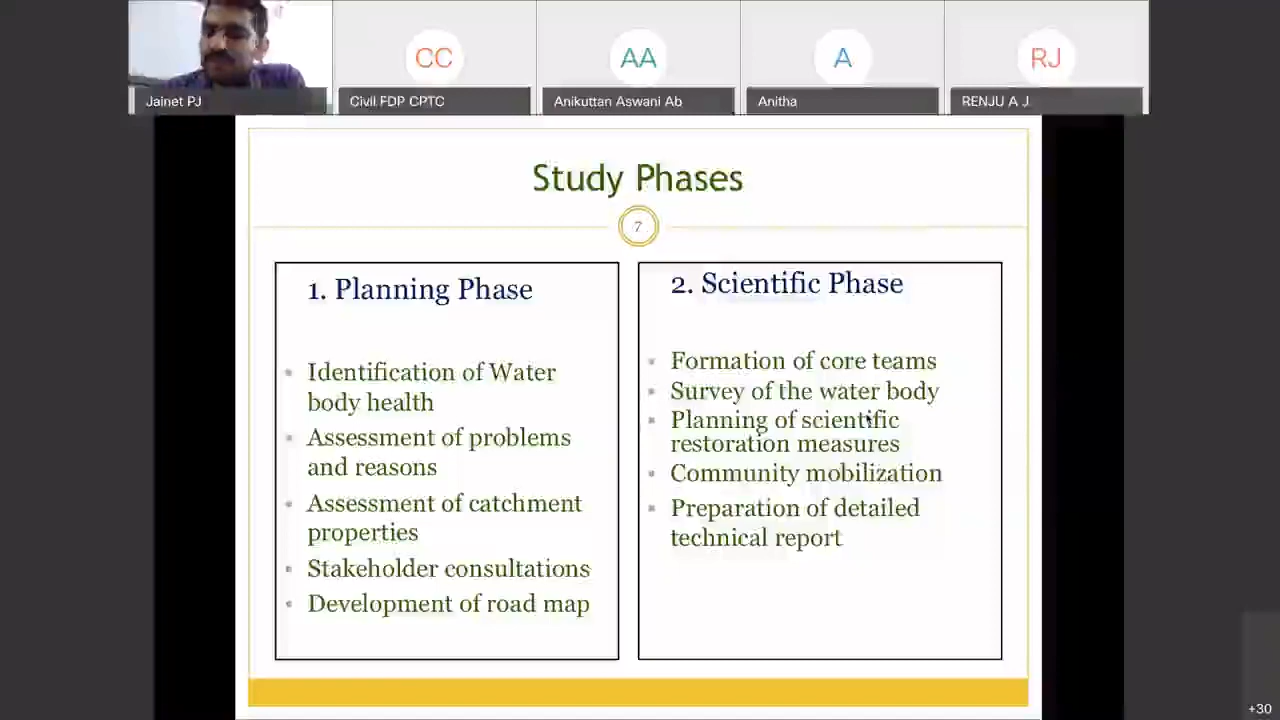 CC
AA
A
RJ
Jainet PJ
Civil FDP CPTC
Anikuttan Aswani Ab
Anitha
RENJU A J
Study Phases
7
1. Planning Phase
Identification of Water
body health
Assessment of problems
and reasons
Assessment of catchment
properties
Stakeholder consultations
Development of road map
2. Scientific Phase
Formation of core teams
Survey of the water body
Planning of scientific
restoration measures
Community mobilization
Preparation of detailed
technical report
+30